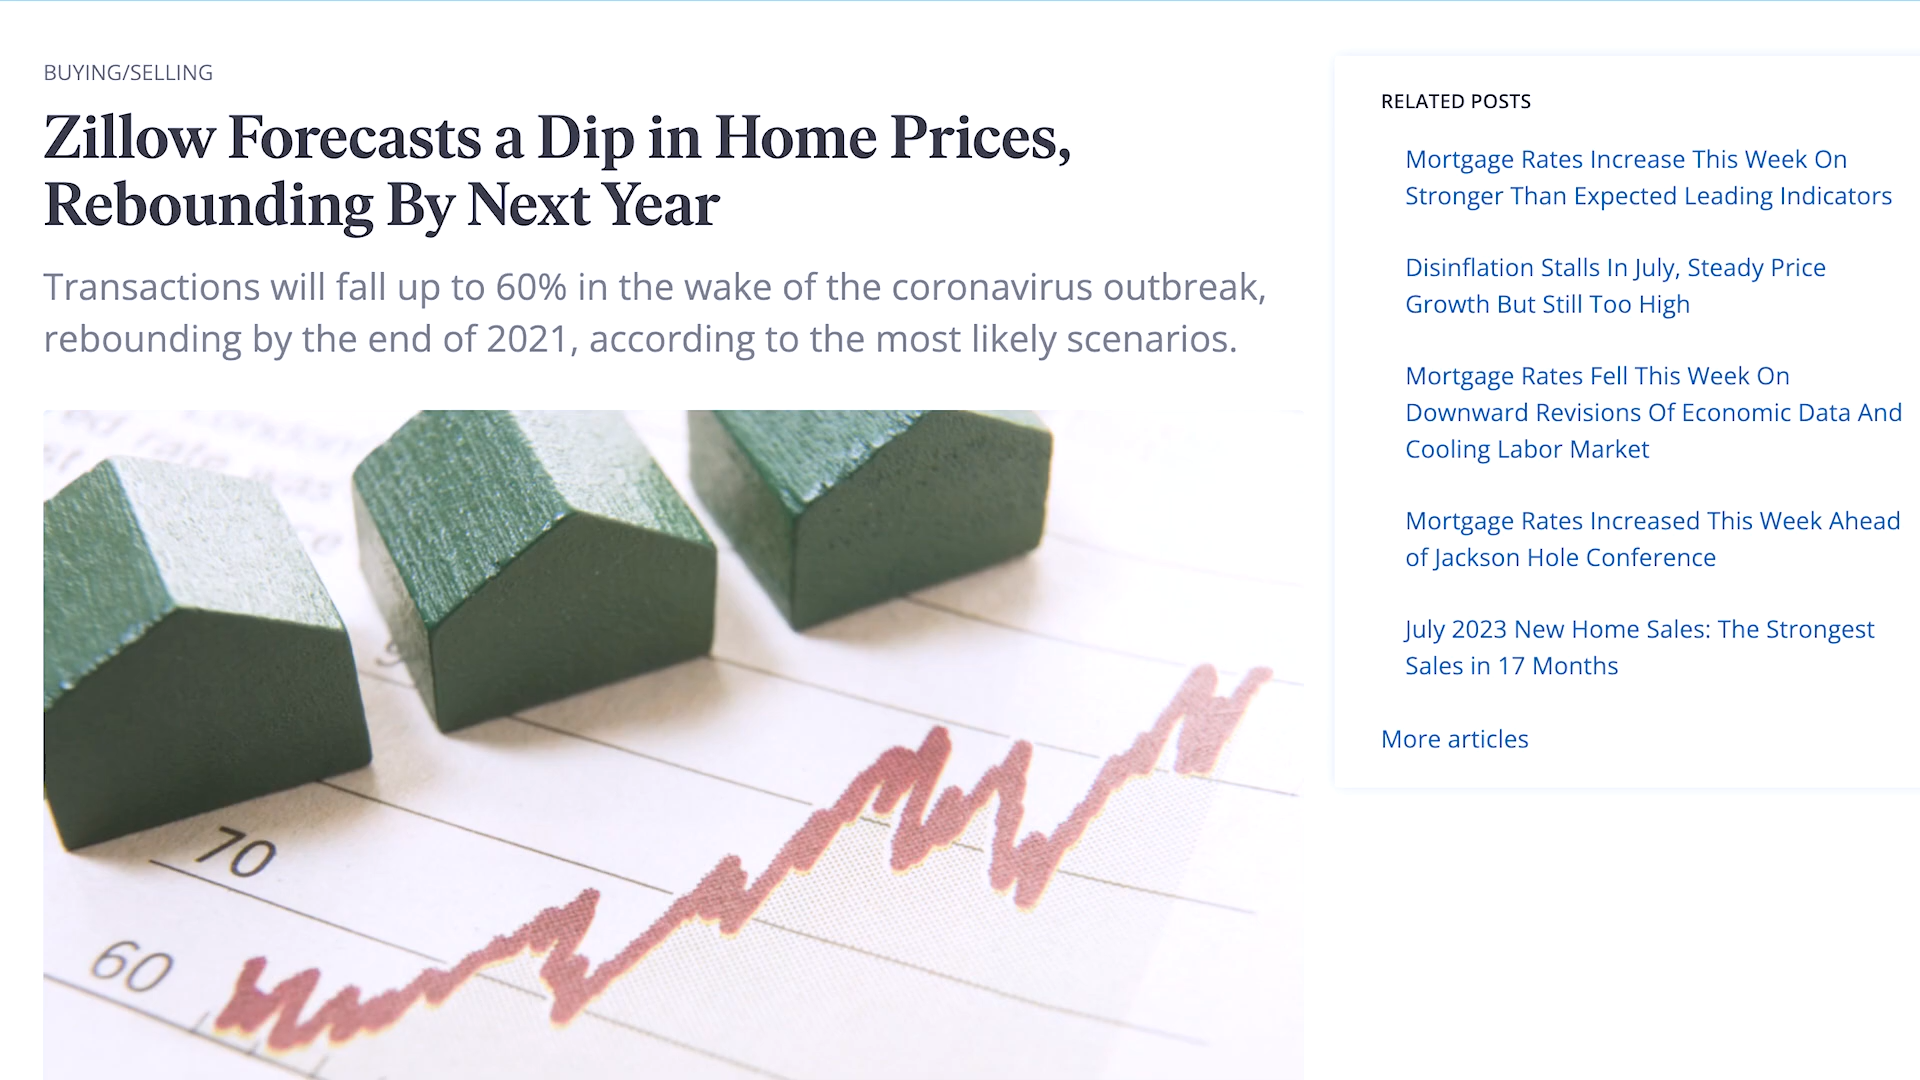 BUYING/SELLING
Zillow Forecasts a Dip in Home Prices,
Rebounding By Next Year
Transactions will fall up to 60% in the wake of the coronavirus outbreak,
rebounding by the end of 2021, according to the most likely scenarios.
London
ed rate was
70
60
RELATED POSTS
Mortgage Rates Increase This Week On
Stronger Than Expected Leading Indicators
Disinflation Stalls In July, Steady Price
Growth But Still Too High
Mortgage Rates Fell This Week On
Downward Revisions Of Economic Data And
Cooling Labor Market
Mortgage Rates Increased This Week Ahead
of Jackson Hole Conference
July 2023 New Home Sales: The Strongest
Sales in 17 Months
More articles